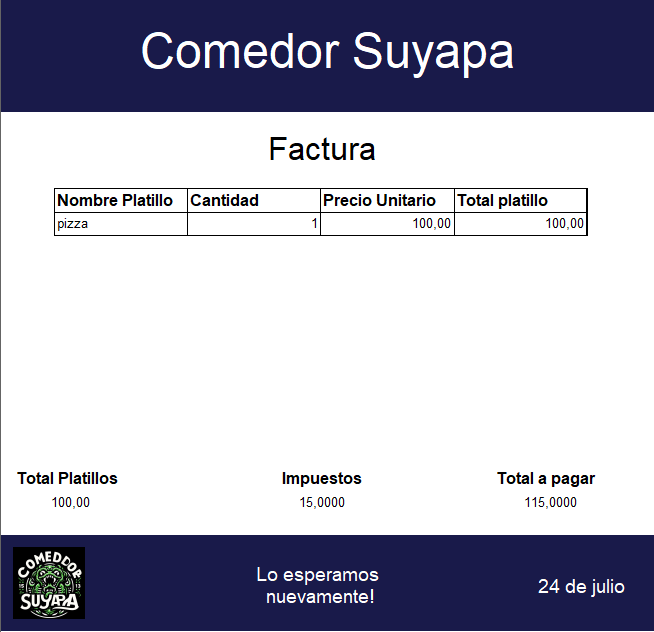 Comedor Suyapa
Factura
Nombre Platillo Cantidad Precio Unitario Total platillo
pizza 1 100,00 100,00
Total Platillos Impuestos Total a pagar
100,00 15,0000 115,0000
COMEDDOR
SUYAPA
Lo esperamos
nuevamente!
24 de julio